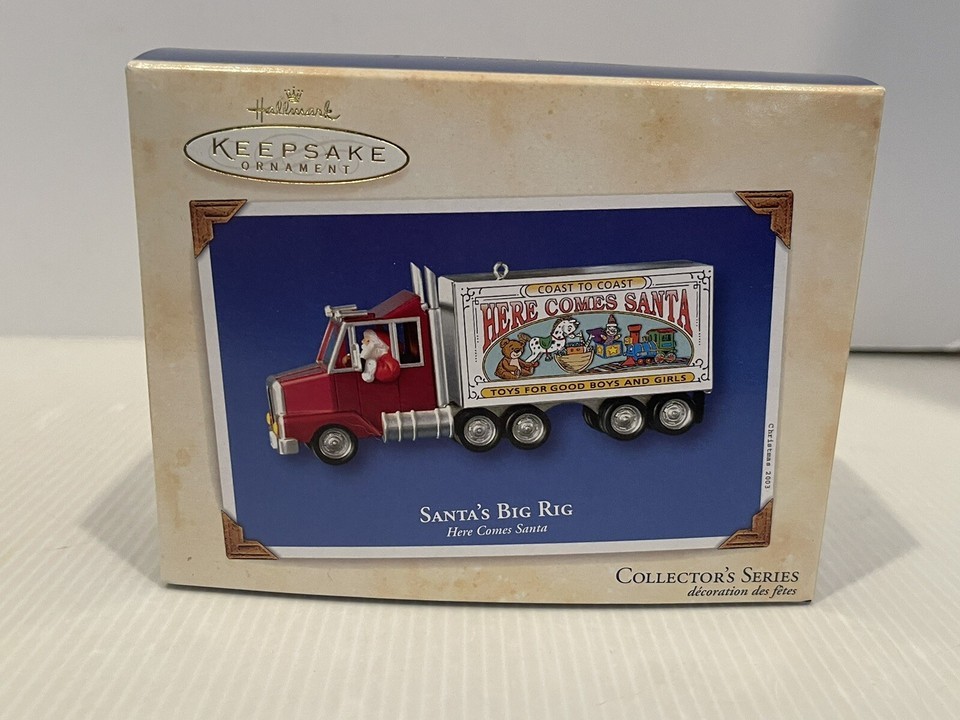 Hallmark
KEEPSAKE
ORNAMENT
COAST TO COAST
HERE COMES SANTA
TOYS FOR GOOD BOYS AND GIRLS
Christmas 2003
SANTA'S BIG RIG
Here Comes Santa
COLLECTOR'S SERIES
décoration des fêtes